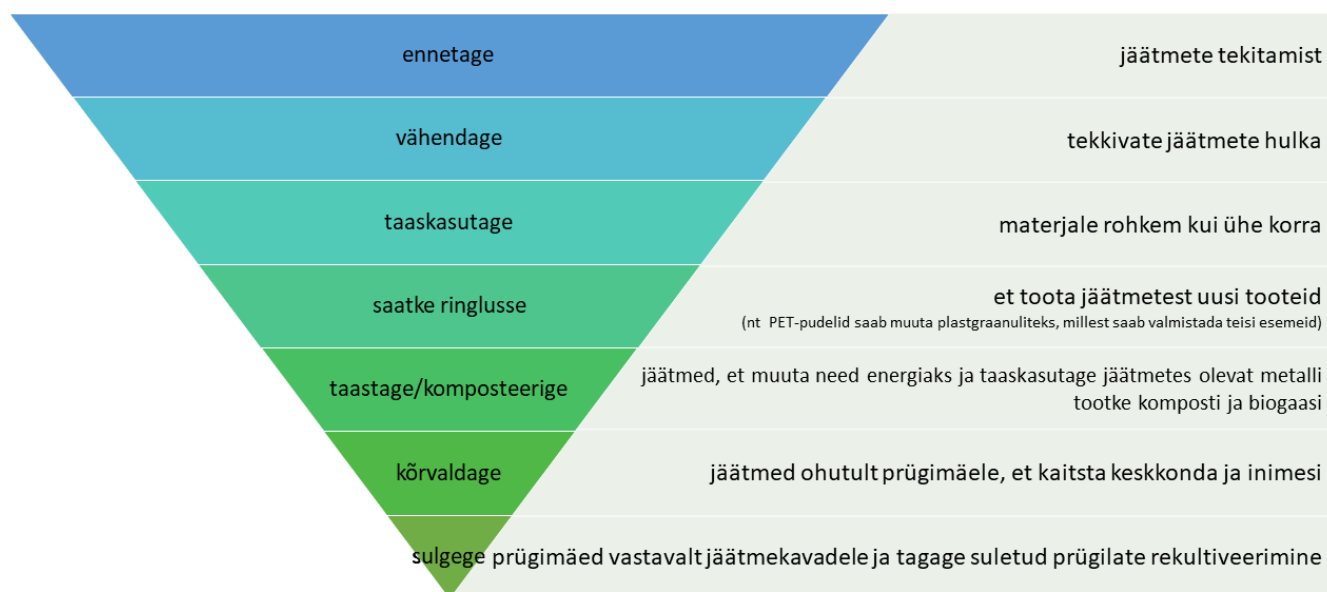 ennetage
jäätmete tekitamist
vähendage
tekkivate jäätmete hulka
taaskasutage
materjale rohkem kui ühe korra
saatke ringlusse
et toota jäätmetest uusi tooteid
(nt PET-pudelid saab muuta plastgraanuliteks, millest saab valmistada teisi esemeid)
taastage/komposteerige
jäätmed, et muuta need energiaks ja taaskasutage jäätmetes olevat metalli
tootke komposti ja biogaasi
kõrvaldage
jäätmed ohutult prügimäele, et kaitsta keskkonda ja inimesi
sulgege prügimäed vastavalt jäätmekavadele ja tagage suletud prügilate rekultiveerimine